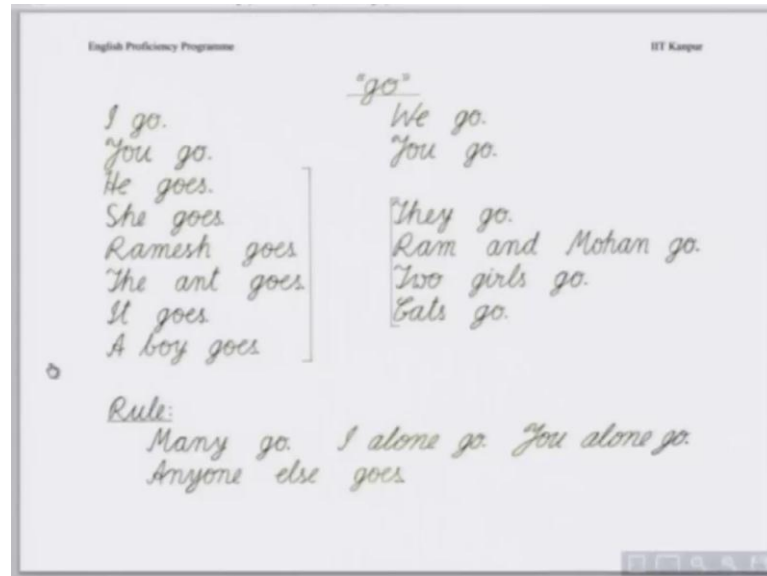 English Proficiency Programme
IIT Kanpur
"go"
I go.
You go.
He goes.
She goes
Ramesh goes
The ant goes
It goes
A boy goes
We go.
You go.
They go.
Ram and Mohan go.
Two girls go.
Cats go.
Rule:
Many go. I alone go. You alone go.
Anyone else goes